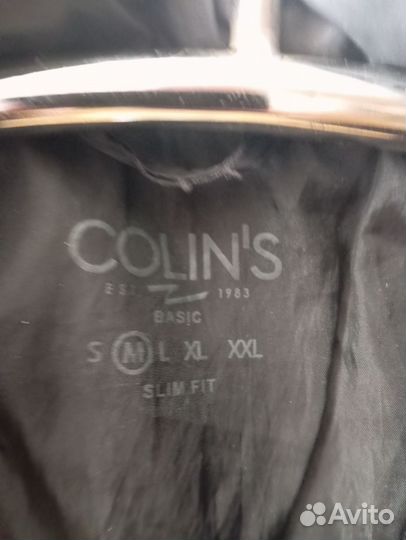 COLIN'S
EST. 1983
BASIC
S M L XL XXL
SLIM FIT
Avito